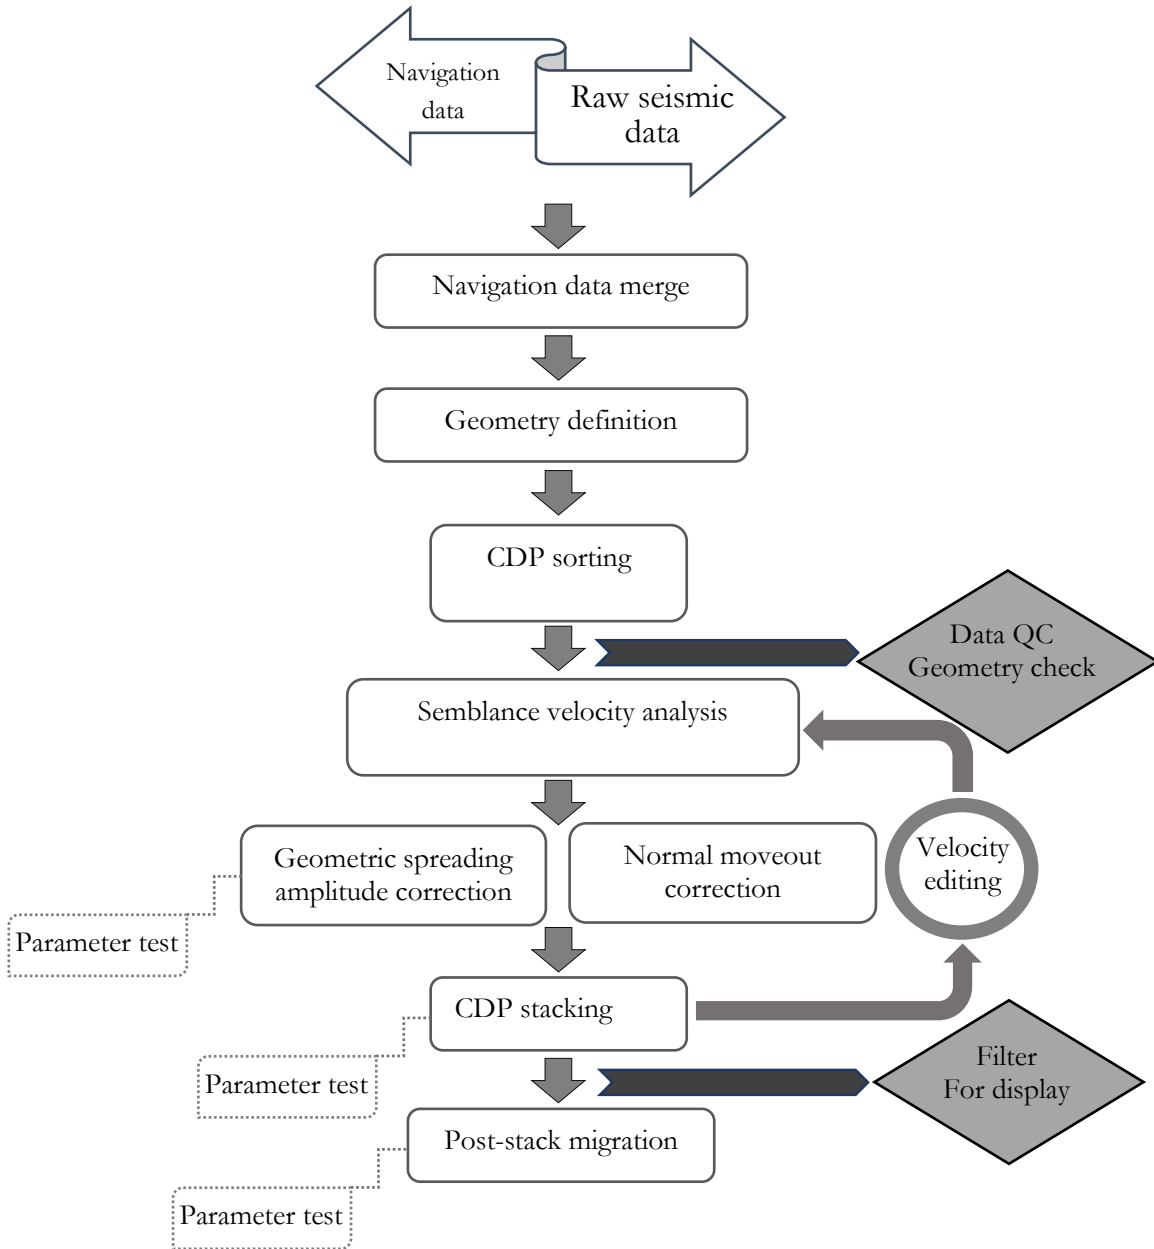 Navigation
data
Raw seismic
data
Navigation data merge
Geometry definition
CDP sorting
Data QC
Geometry check
Semblance velocity analysis
Geometric spreading
amplitude correction
Normal moveout
correction
Velocity
editing
Parameter test
CDP stacking
Parameter test
Filter
For display
Post-stack migration
Parameter test